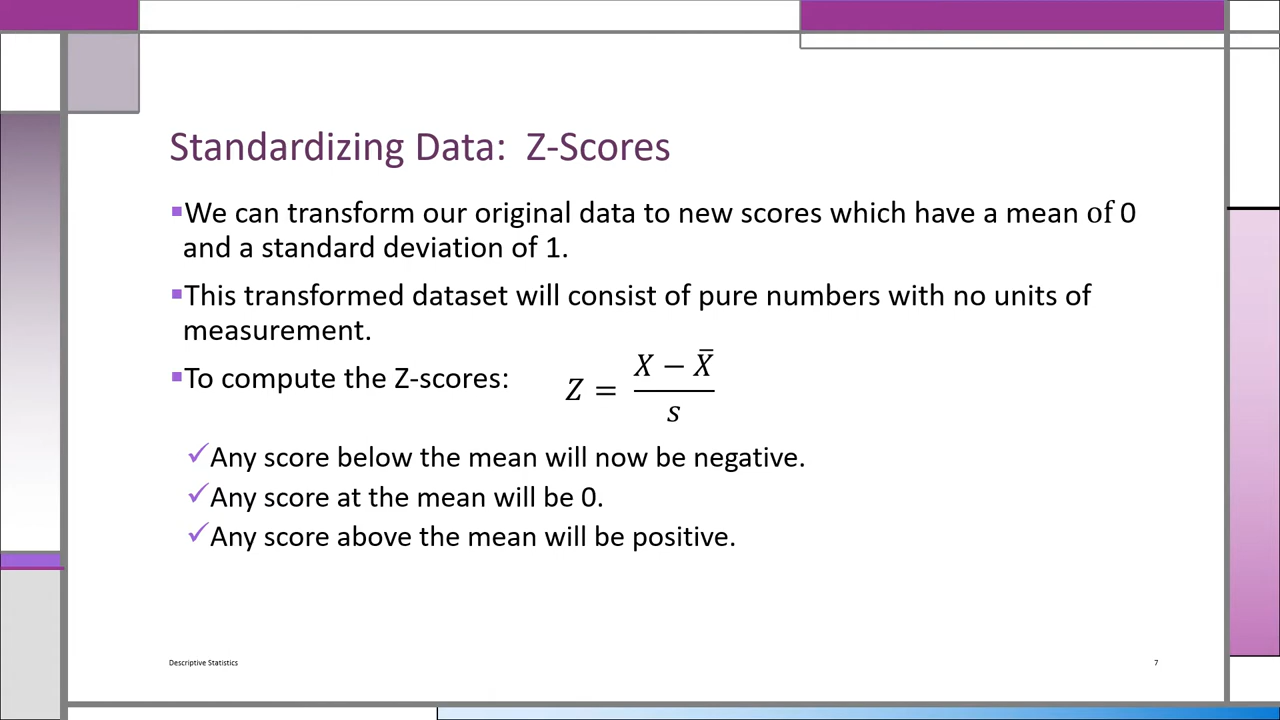 Standardizing Data:  Z-Scores
▪We can transform our original data to new scores which have a mean of 0
and a standard deviation of 1.
▪This transformed dataset will consist of pure numbers with no units of
measurement.
▪To compute the Z-scores: Z = (X − X̄) / s
✓Any score below the mean will now be negative.
✓Any score at the mean will be 0.
✓Any score above the mean will be positive.
Descriptive Statistics
7